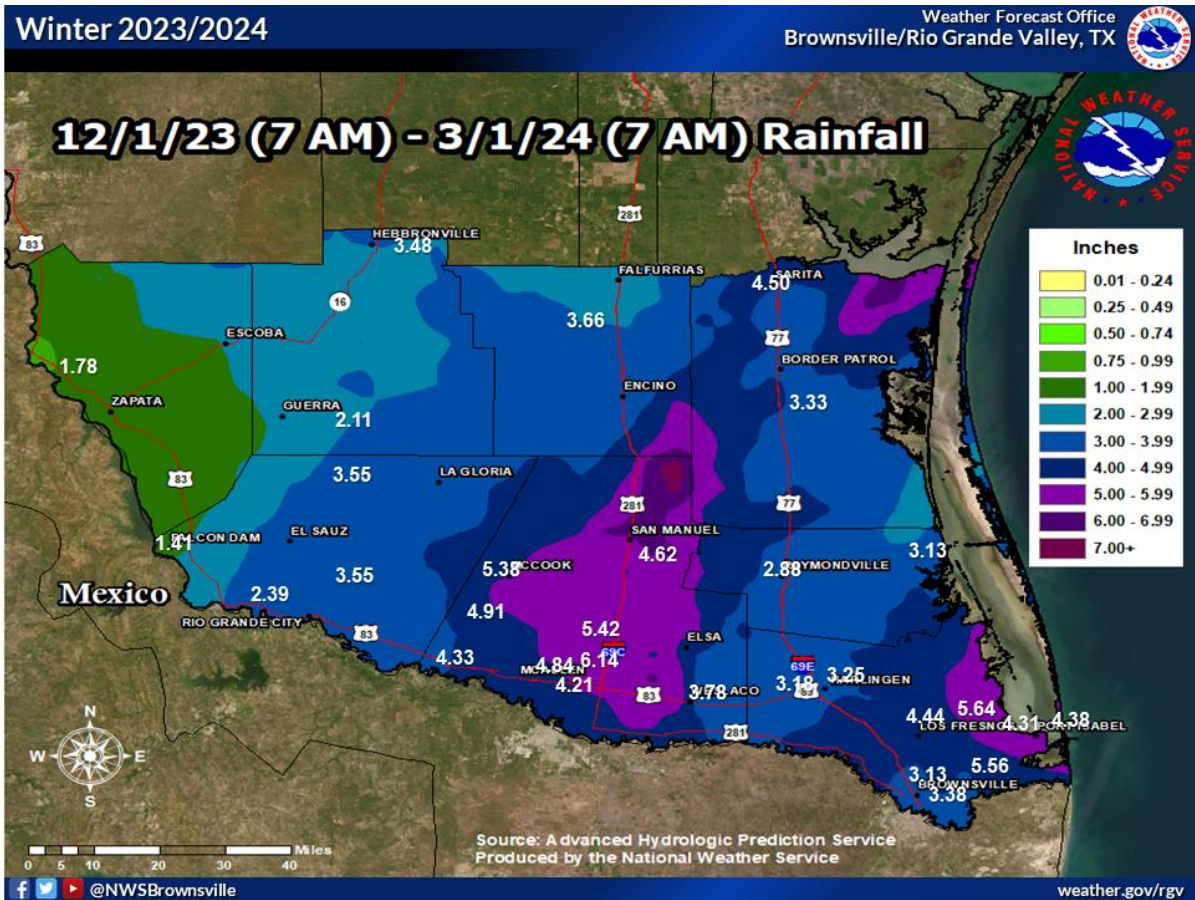 Winter 2023/2024
Weather Forecast Office
Brownsville/Rio Grande Valley, TX
NATIONAL WEATHER SERVICE
12/1/23 (7 AM) - 3/1/24 (7 AM) Rainfall
NATIONAL WEATHER SERVICE
Inches
0.01 - 0.24
0.25 - 0.49
0.50 - 0.74
0.75 - 0.99
1.00 - 1.99
2.00 - 2.99
3.00 - 3.99
4.00 - 4.99
5.00 - 5.99
6.00 - 6.99
7.00+
281
83
HEBBRONVILLE
3.48
FALFURRIAS
SARITA
4.50
16
3.66
ESCOBA
77
1.78
BORDER PATROL
ENCINO
ZAPATA
GUERRA
2.11
3.33
3.55
LA GLORIA
83
281
77
EL SAUZ
SAN MANUEL
1.41
FALCON DAM
4.62
3.13
5.38
3.55
2.88
Mexico
2.39
4.91
RIO GRANDE CITY
83
5.42
ELSA
69C
4.33
4.84
6.14
69E
4.21
83
3.78
3.18
83
3.25
5.64
4.44
LOS FRESNOS
4.31
4.38
PORT ISABEL
281
5.56
3.13
BROWNSVILLE
3.38
N
W
E
S
0 5 10 20 30 40
Miles
Source: Advanced Hydrologic Prediction Service
Produced by the National Weather Service
@NWSBrownsville
weather.gov/rgv